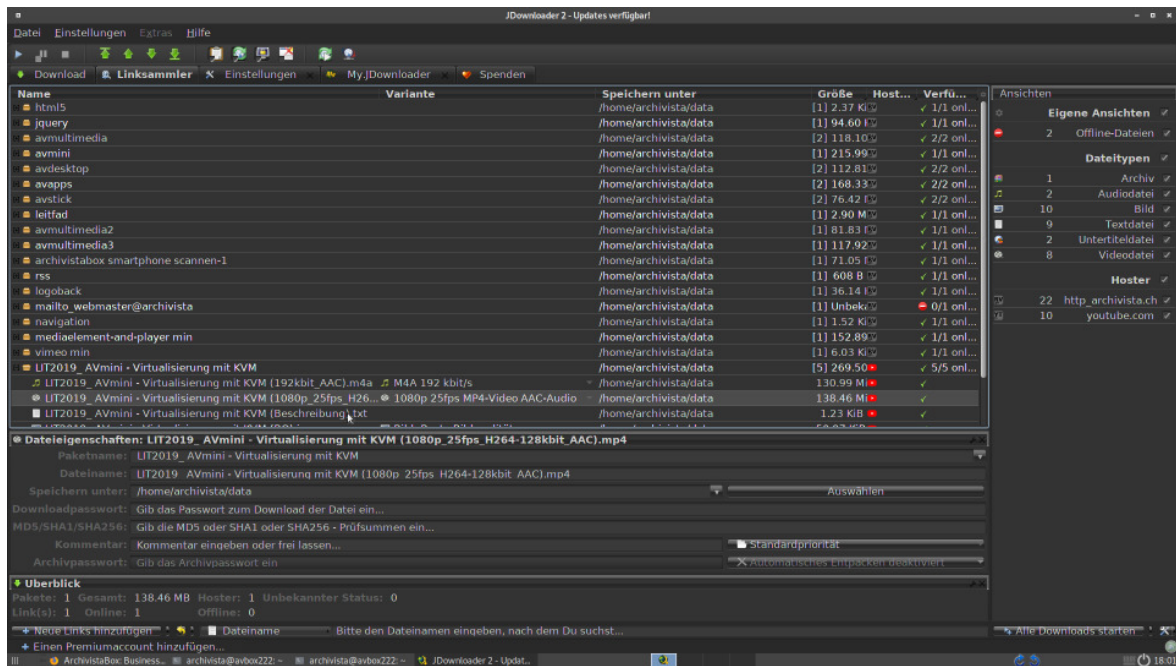 JDownloader 2 - Updates verfügbar!
Datei Einstellungen Extras Hilfe
Download Linksammler Einstellungen My.JDownloader Spenden
Name Variante Speichern unter Größe Host... Verfü...
html5 /home/archivista/data [1] 2.37 Ki 1/1 onl...
jquery /home/archivista/data [1] 94.60 1/1 onl...
avmultimedia /home/archivista/data [2] 118.10 2/2 onl...
avmini /home/archivista/data [1] 215.99 1/1 onl...
avdesktop /home/archivista/data [2] 112.81 2/2 onl...
avapps /home/archivista/data [2] 168.33 2/2 onl...
avstick /home/archivista/data [2] 76.42 2/2 onl...
leitfad /home/archivista/data [1] 2.90 M 1/1 onl...
avmultimedia2 /home/archivista/data [1] 81.83 1/1 onl...
avmultimedia3 /home/archivista/data [1] 117.92 1/1 onl...
archivistabox smartphone scannen-1 /home/archivista/data [1] 71.05 1/1 onl...
rss /home/archivista/data [1] 608 B 1/1 onl...
logoback /home/archivista/data [1] 36.14 1/1 onl...
mailto_webmaster@archivista /home/archivista/data [1] Unbek 0/1 onl...
navigation /home/archivista/data [1] 1.52 Ki 1/1 onl...
mediaelement-and-player min /home/archivista/data [1] 152.89 1/1 onl...
vimeo min /home/archivista/data [1] 6.03 Ki 1/1 onl...
LIT2019_ AVmini - Virtualisierung mit KVM /home/archivista/data [5] 269.50 5/5 onl...
LIT2019_ AVmini - Virtualisierung mit KVM (192kbit_AAC).m4a M4A 192 kbit/s /home/archivista/data 130.99 Mi
LIT2019_ AVmini - Virtualisierung mit KVM (1080p_25fps_H26... 1080p 25fps MP4-Video AAC-Audio /home/archivista/data 138.46 Mi
LIT2019_ AVmini - Virtualisierung mit KVM (Beschreibung).txt /home/archivista/data 1.23 KiB
Ansichten
Eigene Ansichten
2 Offline-Dateien
Dateitypen
1 Archiv
2 Audiodatei
10 Bild
9 Textdatei
2 Untertiteldatei
8 Videodatei
Hoster
22 http_archivista.ch
10 youtube.com
Dateieigenschaften: LIT2019_ AVmini - Virtualisierung mit KVM (1080p_25fps_H264-128kbit_AAC).mp4
Paketname: LIT2019_ AVmini - Virtualisierung mit KVM
Dateiname: LIT2019_ AVmini - Virtualisierung mit KVM (1080p_25fps_H264-128kbit_AAC).mp4
Speichern unter: /home/archivista/data Auswählen
Downloadpasswort: Gib das Passwort zum Download der Datei ein...
MD5/SHA1/SHA256: Gib die MD5 oder SHA1 oder SHA256 - Prüfsummen ein...
Kommentar: Kommentar eingeben oder frei lassen... Standardpriorität
Archivpasswort: Gib das Archivpasswort ein Automatisches Entpacken deaktiviert
Überblick
Pakete: 1 Gesamt: 138.46 MB Hoster: 1 Unbekannter Status: 0
Link(s): 1 Online: 1 Offline: 0
Neue Links hinzufügen Dateiname Bitte den Dateinamen eingeben, nach dem Du suchst... Alle Downloads starten
Einen Premiumaccount hinzufügen...
ArchivistaBox: Business... archivista@avbox222: ~ archivista@avbox222: ~ JDownloader 2 - Updat... 18:01